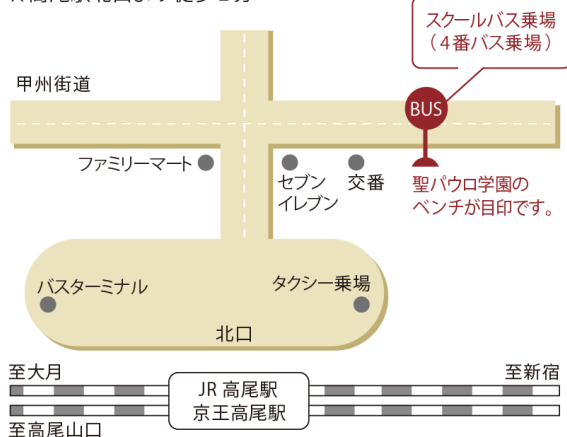 スクールバス乗場
（4番バス乗場）
甲州街道
BUS
ファミリーマート
セブン
イレブン
交番
聖パウロ学園の
ベンチが目印です。
バスターミナル
タクシー乗場
北口
至大月
至新宿
JR 高尾駅
京王高尾駅
至高尾山口